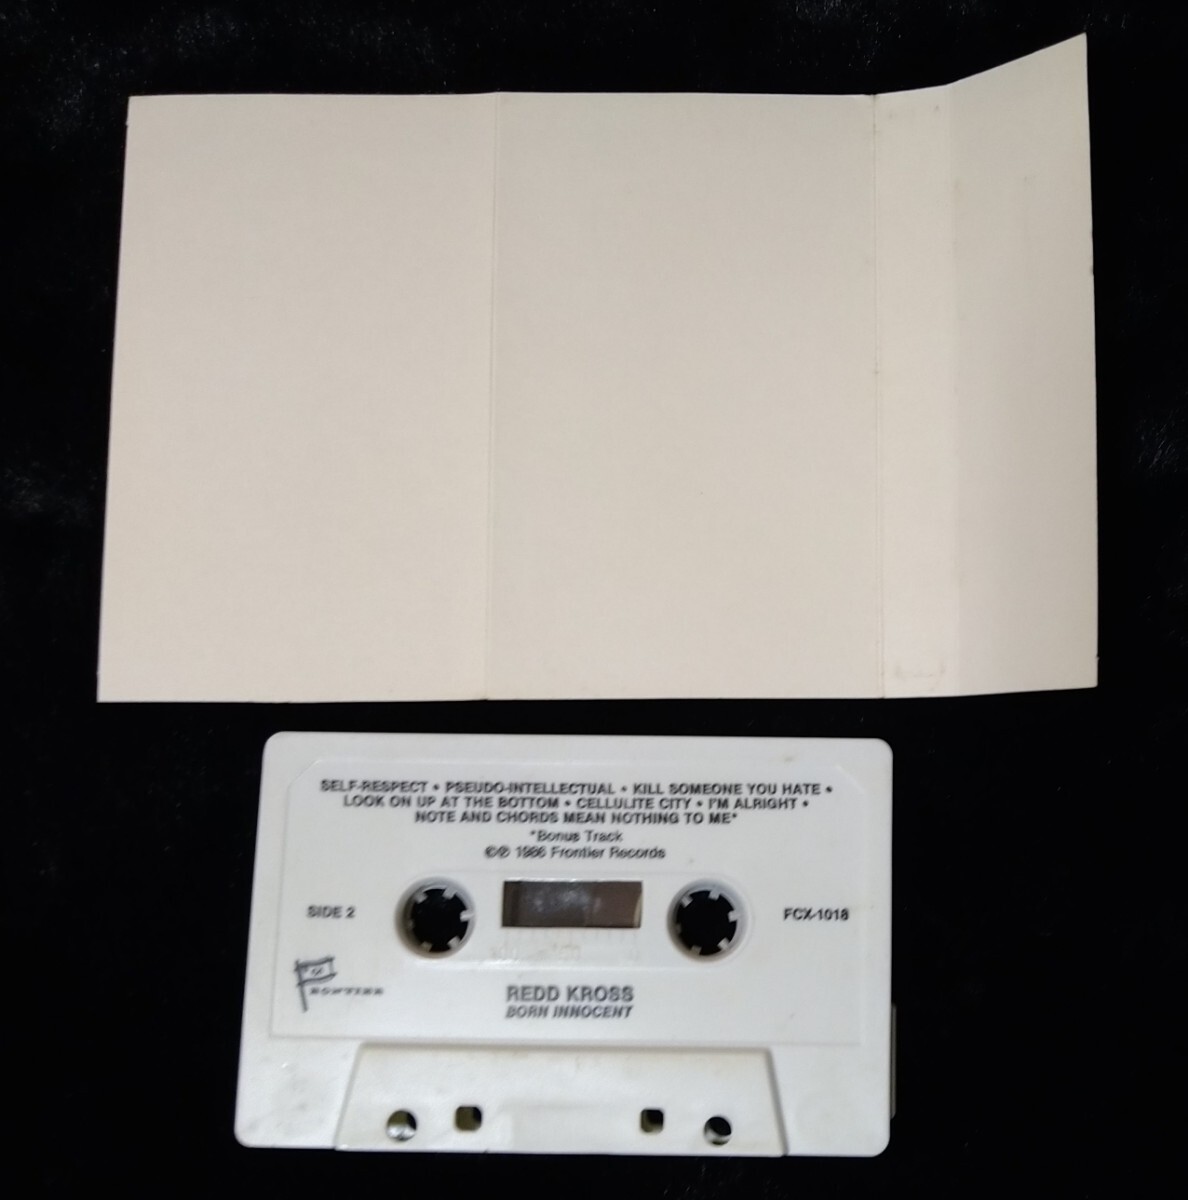 SELF-RESPECT • PSEUDO-INTELLECTUAL • KILL SOMEONE YOU HATE •
LOOK ON UP AT THE BOTTOM • CELLULITE CITY • I'M ALRIGHT •
NOTE AND CHORDS MEAN NOTHING TO ME*
*Bonus Track
©℗ 1986 Frontier Records
SIDE 2
FCX-1018
FRONTIER
REDD KROSS
BORN INNOCENT